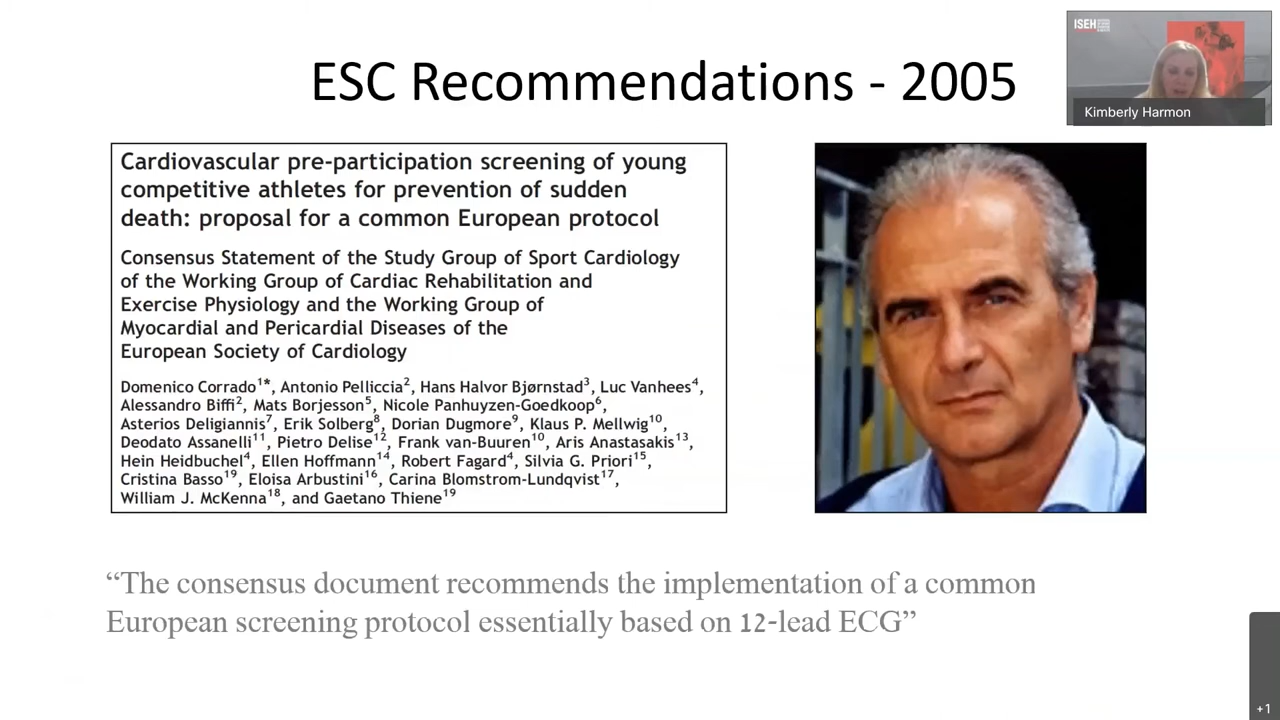 ESC Recommendations - 2005
ISEH
Kimberly Harmon
Cardiovascular pre-participation screening of young
competitive athletes for prevention of sudden
death: proposal for a common European protocol
Consensus Statement of the Study Group of Sport Cardiology
of the Working Group of Cardiac Rehabilitation and
Exercise Physiology and the Working Group of
Myocardial and Pericardial Diseases of the
European Society of Cardiology
Domenico Corrado¹*, Antonio Pelliccia², Hans Halvor Bjørnstad³, Luc Vanhees⁴,
Alessandro Biffi², Mats Borjesson⁵, Nicole Panhuyzen-Goedkoop⁶,
Asterios Deligiannis⁷, Erik Solberg⁸, Dorian Dugmore⁹, Klaus P. Mellwig¹⁰,
Deodato Assanelli¹¹, Pietro Delise¹², Frank van-Buuren¹⁰, Aris Anastasakis¹³,
Hein Heidbuchel⁴, Ellen Hoffmann¹⁴, Robert Fagard⁴, Silvia G. Priori¹⁵,
Cristina Basso¹⁹, Eloisa Arbustini¹⁶, Carina Blomstrom-Lundqvist¹⁷,
William J. McKenna¹⁸, and Gaetano Thiene¹⁹
“The consensus document recommends the implementation of a common
European screening protocol essentially based on 12-lead ECG”
+1